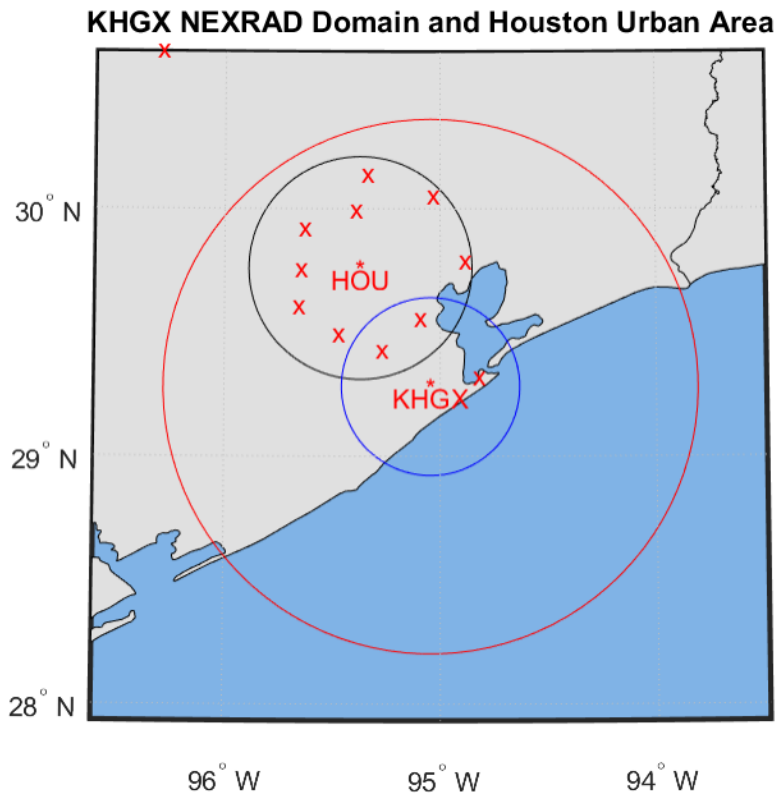 KHGX NEXRAD Domain and Houston Urban Area
x
x
x
30° N
x
x
x
x
*
HOU
x
x
x
x
x
*
KHGX
29° N
28° N
96° W
95° W
94° W